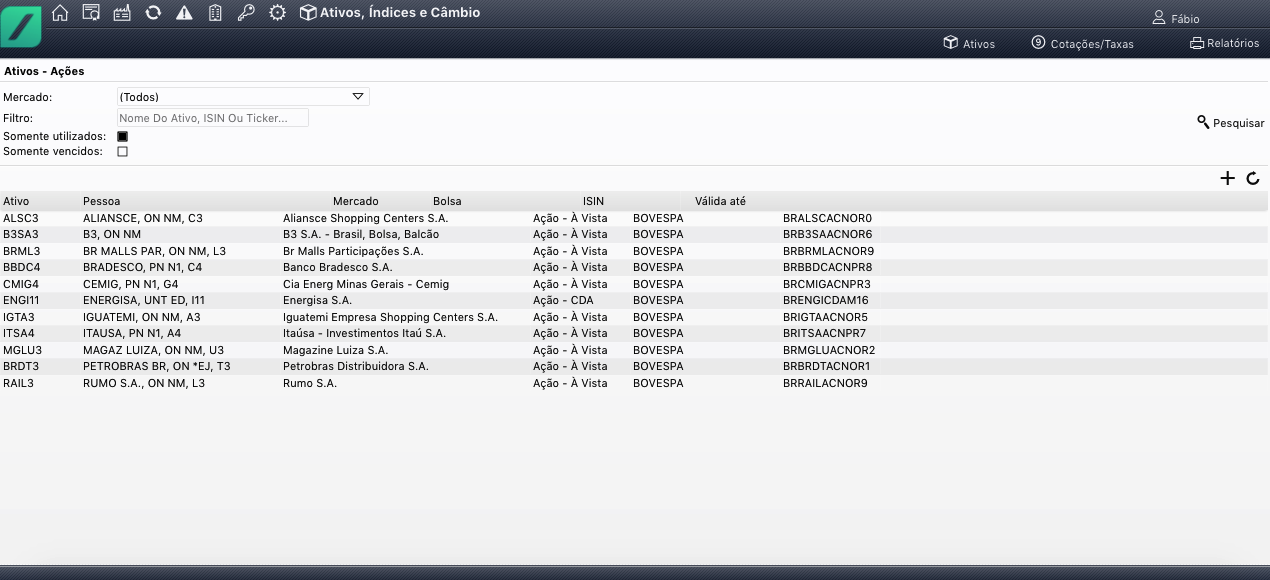 Ativos, Índices e Câmbio
Fábio
Ativos 9 Cotações/Taxas Relatórios
Ativos - Ações
Mercado: (Todos)
Filtro: Nome Do Ativo, ISIN Ou Ticker...
Pesquisar
Somente utilizados:
Somente vencidos:
Ativo Pessoa Mercado Bolsa ISIN Válida até
ALSC3 ALIANSCE, ON NM, C3 Aliansce Shopping Centers S.A. Ação - À Vista BOVESPA BRALSCACNOR0
B3SA3 B3, ON NM B3 S.A. - Brasil, Bolsa, Balcão Ação - À Vista BOVESPA BRB3SAACNOR6
BRML3 BR MALLS PAR, ON NM, L3 Br Malls Participações S.A. Ação - À Vista BOVESPA BRBRMLACNOR9
BBDC4 BRADESCO, PN N1, C4 Banco Bradesco S.A. Ação - À Vista BOVESPA BRBBDCACNPR8
CMIG4 CEMIG, PN N1, G4 Cia Energ Minas Gerais - Cemig Ação - À Vista BOVESPA BRCMIGACNPR3
ENGI11 ENERGISA, UNT ED, I11 Energisa S.A. Ação - CDA BOVESPA BRENGICDAM16
IGTA3 IGUATEMI, ON NM, A3 Iguatemi Empresa Shopping Centers S.A. Ação - À Vista BOVESPA BRIGTAACNOR5
ITSA4 ITAUSA, PN N1, A4 Itaúsa - Investimentos Itaú S.A. Ação - À Vista BOVESPA BRITSAACNPR7
MGLU3 MAGAZ LUIZA, ON NM, U3 Magazine Luiza S.A. Ação - À Vista BOVESPA BRMGLUACNOR2
BRDT3 PETROBRAS BR, ON *EJ, T3 Petrobras Distribuidora S.A. Ação - À Vista BOVESPA BRBRDTACNOR1
RAIL3 RUMO S.A., ON NM, L3 Rumo S.A. Ação - À Vista BOVESPA BRRAILACNOR9